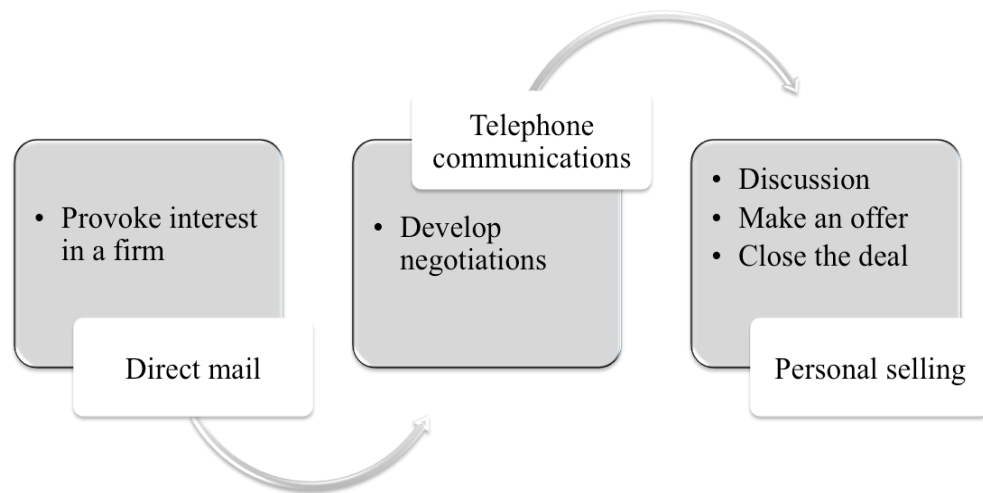 • Provoke interest
in a firm
Direct mail
Telephone
communications
• Develop
negotiations
• Discussion
• Make an offer
• Close the deal
Personal selling